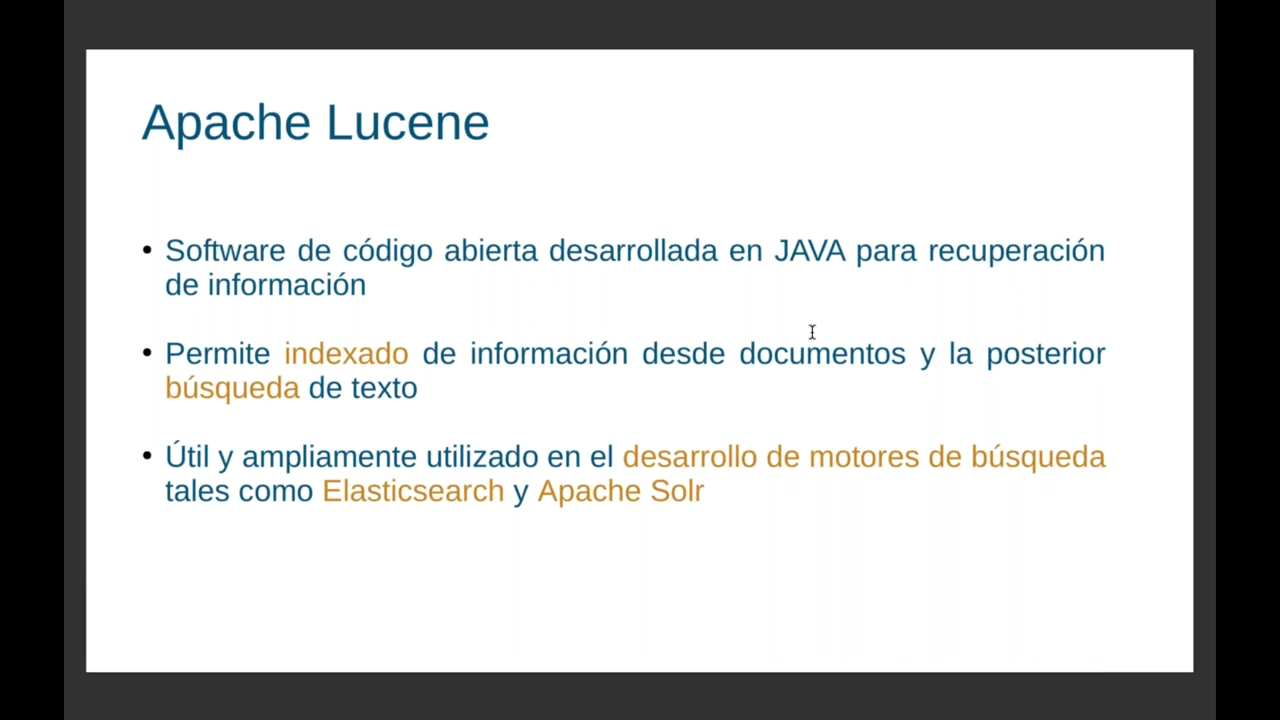 Apache Lucene
• Software de código abierta desarrollada en JAVA para recuperación
de información
• Permite indexado de información desde documentos y la posterior
búsqueda de texto
• Útil y ampliamente utilizado en el desarrollo de motores de búsqueda
tales como Elasticsearch y Apache Solr